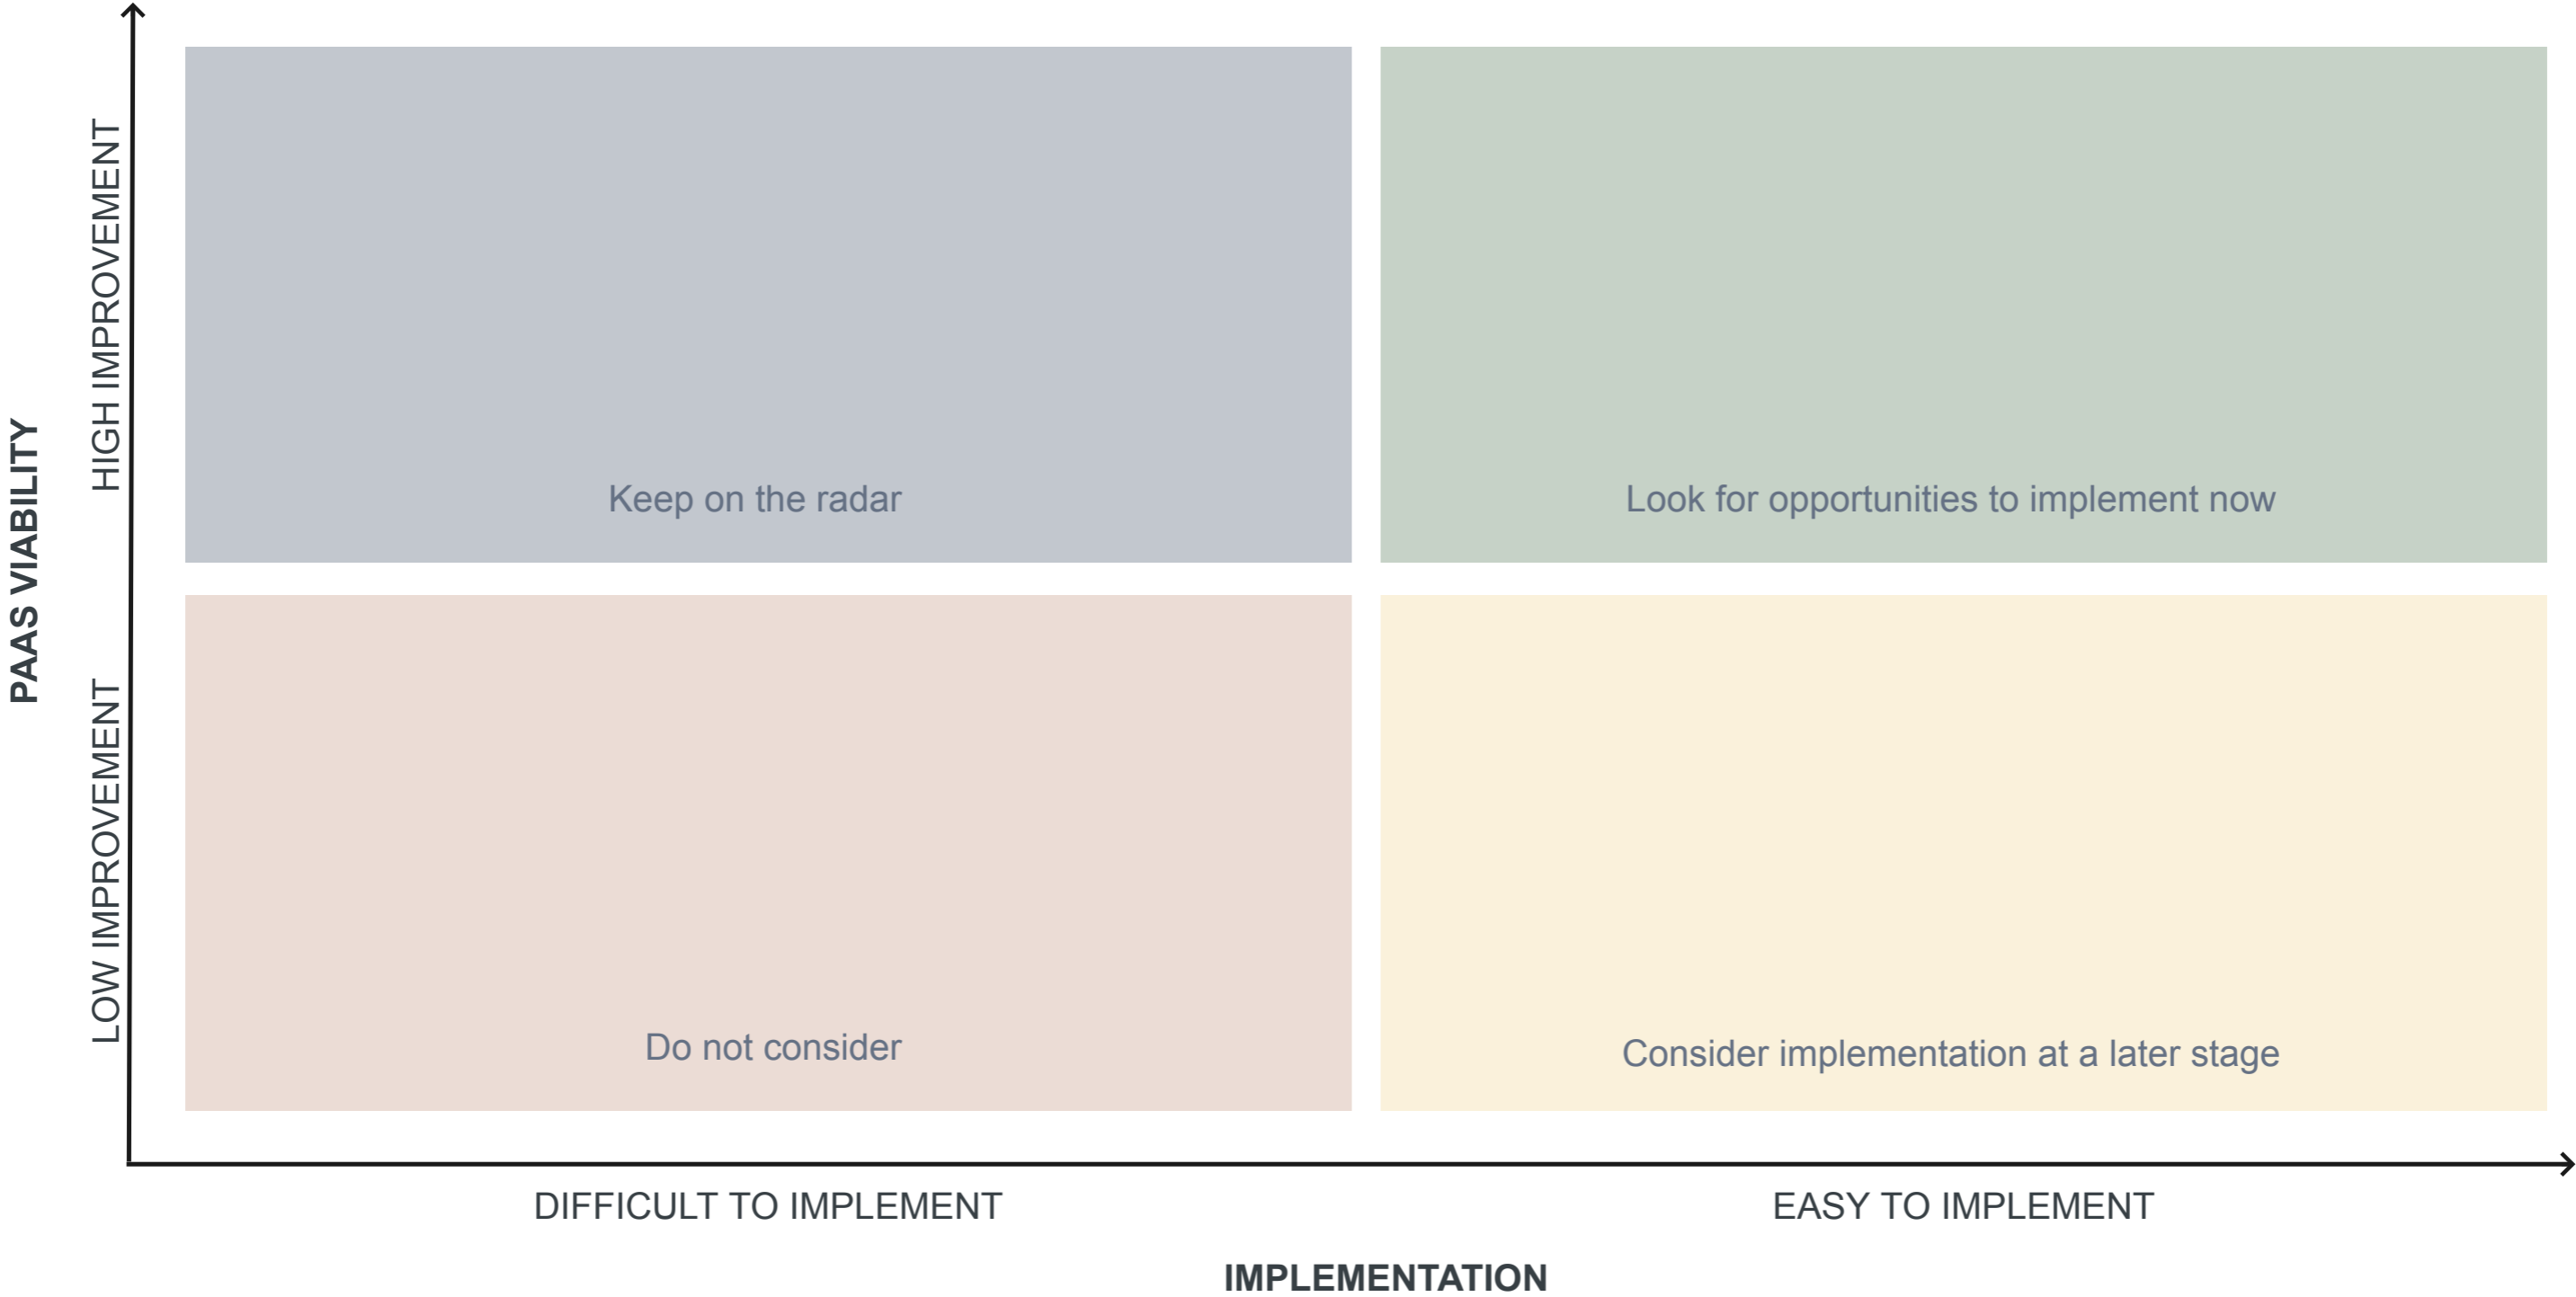 PAAS VIABILITY
HIGH IMPROVEMENT
LOW IMPROVEMENT
Keep on the radar
Look for opportunities to implement now
Do not consider
Consider implementation at a later stage
DIFFICULT TO IMPLEMENT
EASY TO IMPLEMENT
IMPLEMENTATION